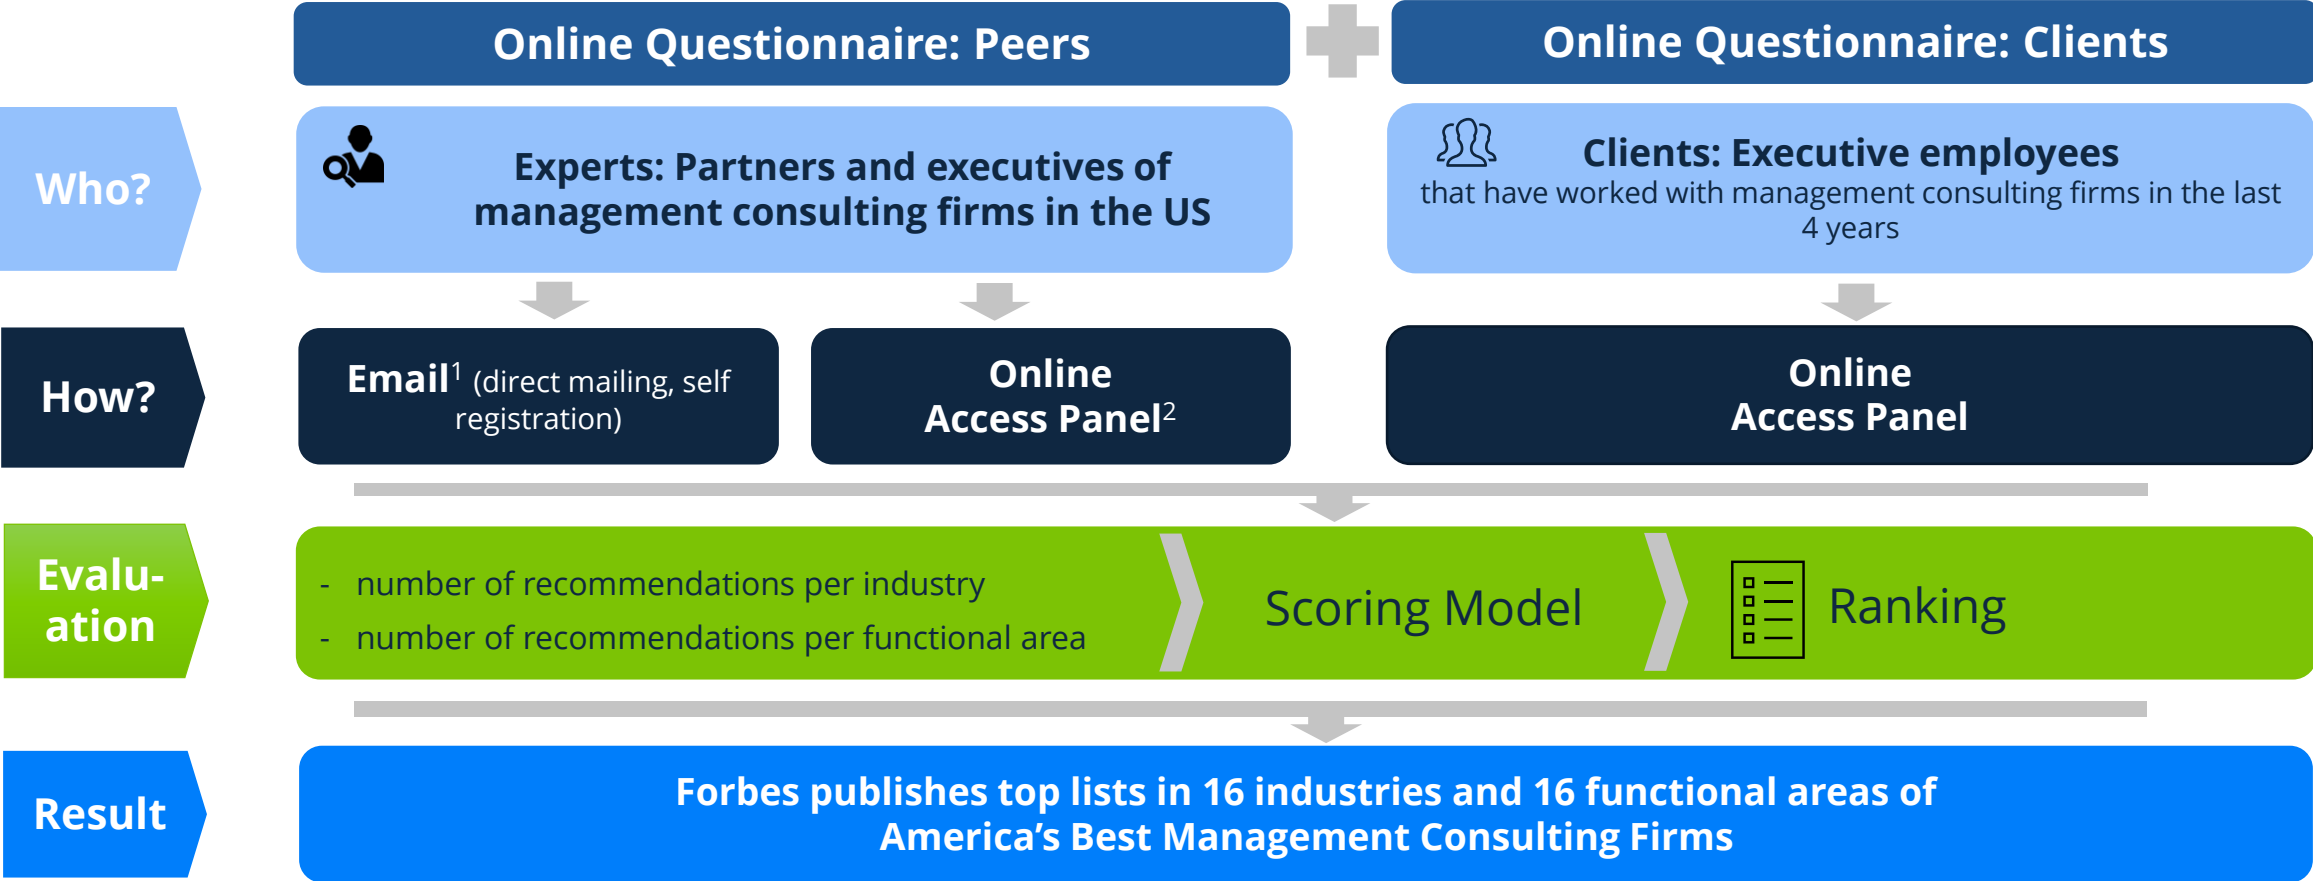 Online Questionnaire: Peers
Online Questionnaire: Clients
Who?
Experts: Partners and executives of
management consulting firms in the US
Clients: Executive employees
that have worked with management consulting firms in the last
4 years
How?
Email¹ (direct mailing, self
registration)
Online
Access Panel²
Online
Access Panel
Evalu-
ation
- number of recommendations per industry
- number of recommendations per functional area
Scoring Model
Ranking
Result
Forbes publishes top lists in 16 industries and 16 functional areas of
America’s Best Management Consulting Firms